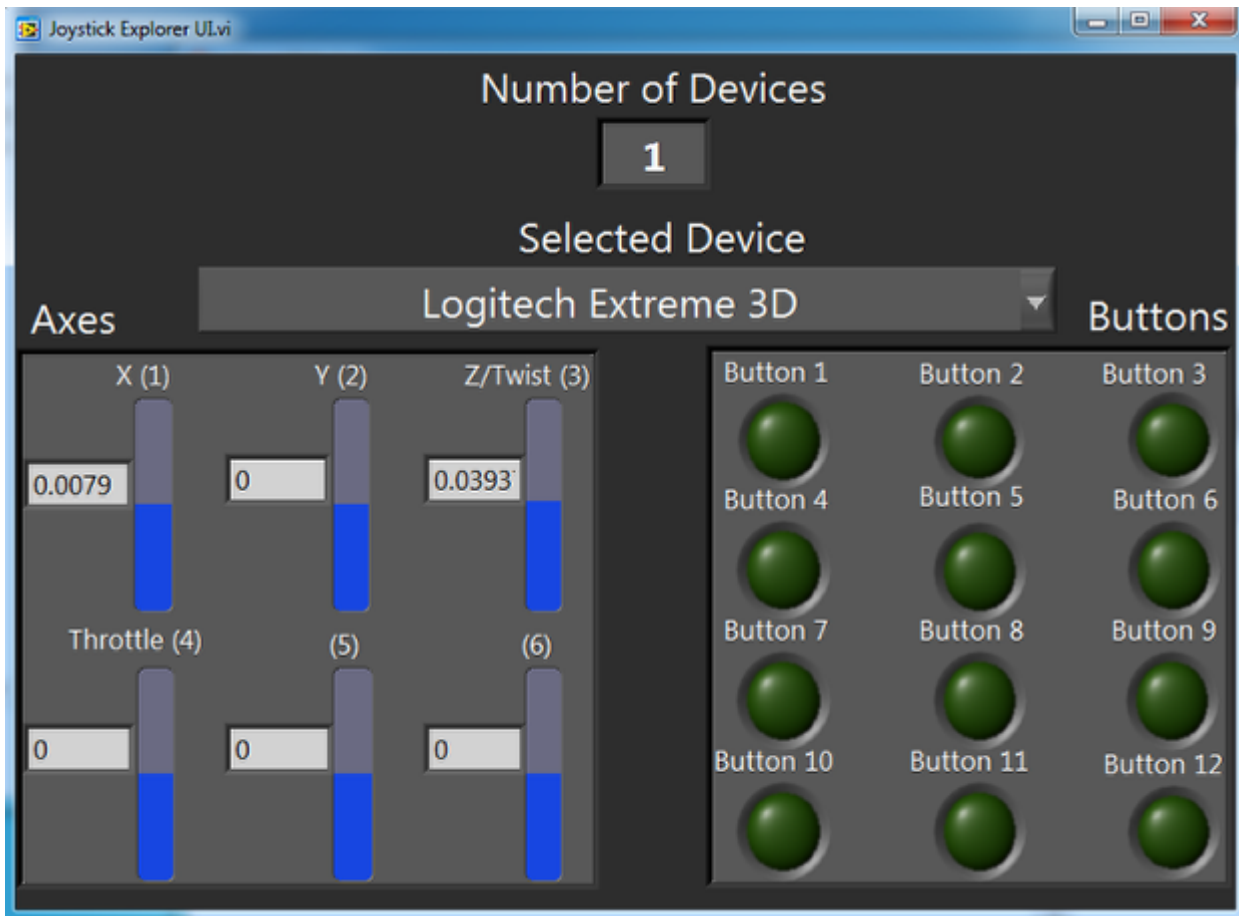 Joystick Explorer UI.vi
Number of Devices
1
Selected Device
Logitech Extreme 3D
Axes
Buttons
X (1) Y (2) Z/Twist (3)
0.0079 0 0.0393
Throttle (4) (5) (6)
0 0 0
Button 1 Button 2 Button 3
Button 4 Button 5 Button 6
Button 7 Button 8 Button 9
Button 10 Button 11 Button 12